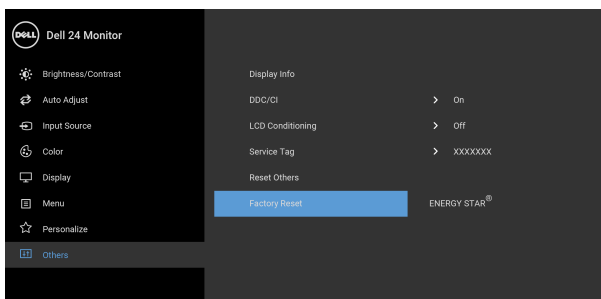 DELL Dell 24 Monitor
Brightness/Contrast
Auto Adjust
Input Source
Color
Display
Menu
Personalize
Others
Display Info
DDC/CI > On
LCD Conditioning > Off
Service Tag > XXXXXXX
Reset Others
Factory Reset ENERGY STAR®